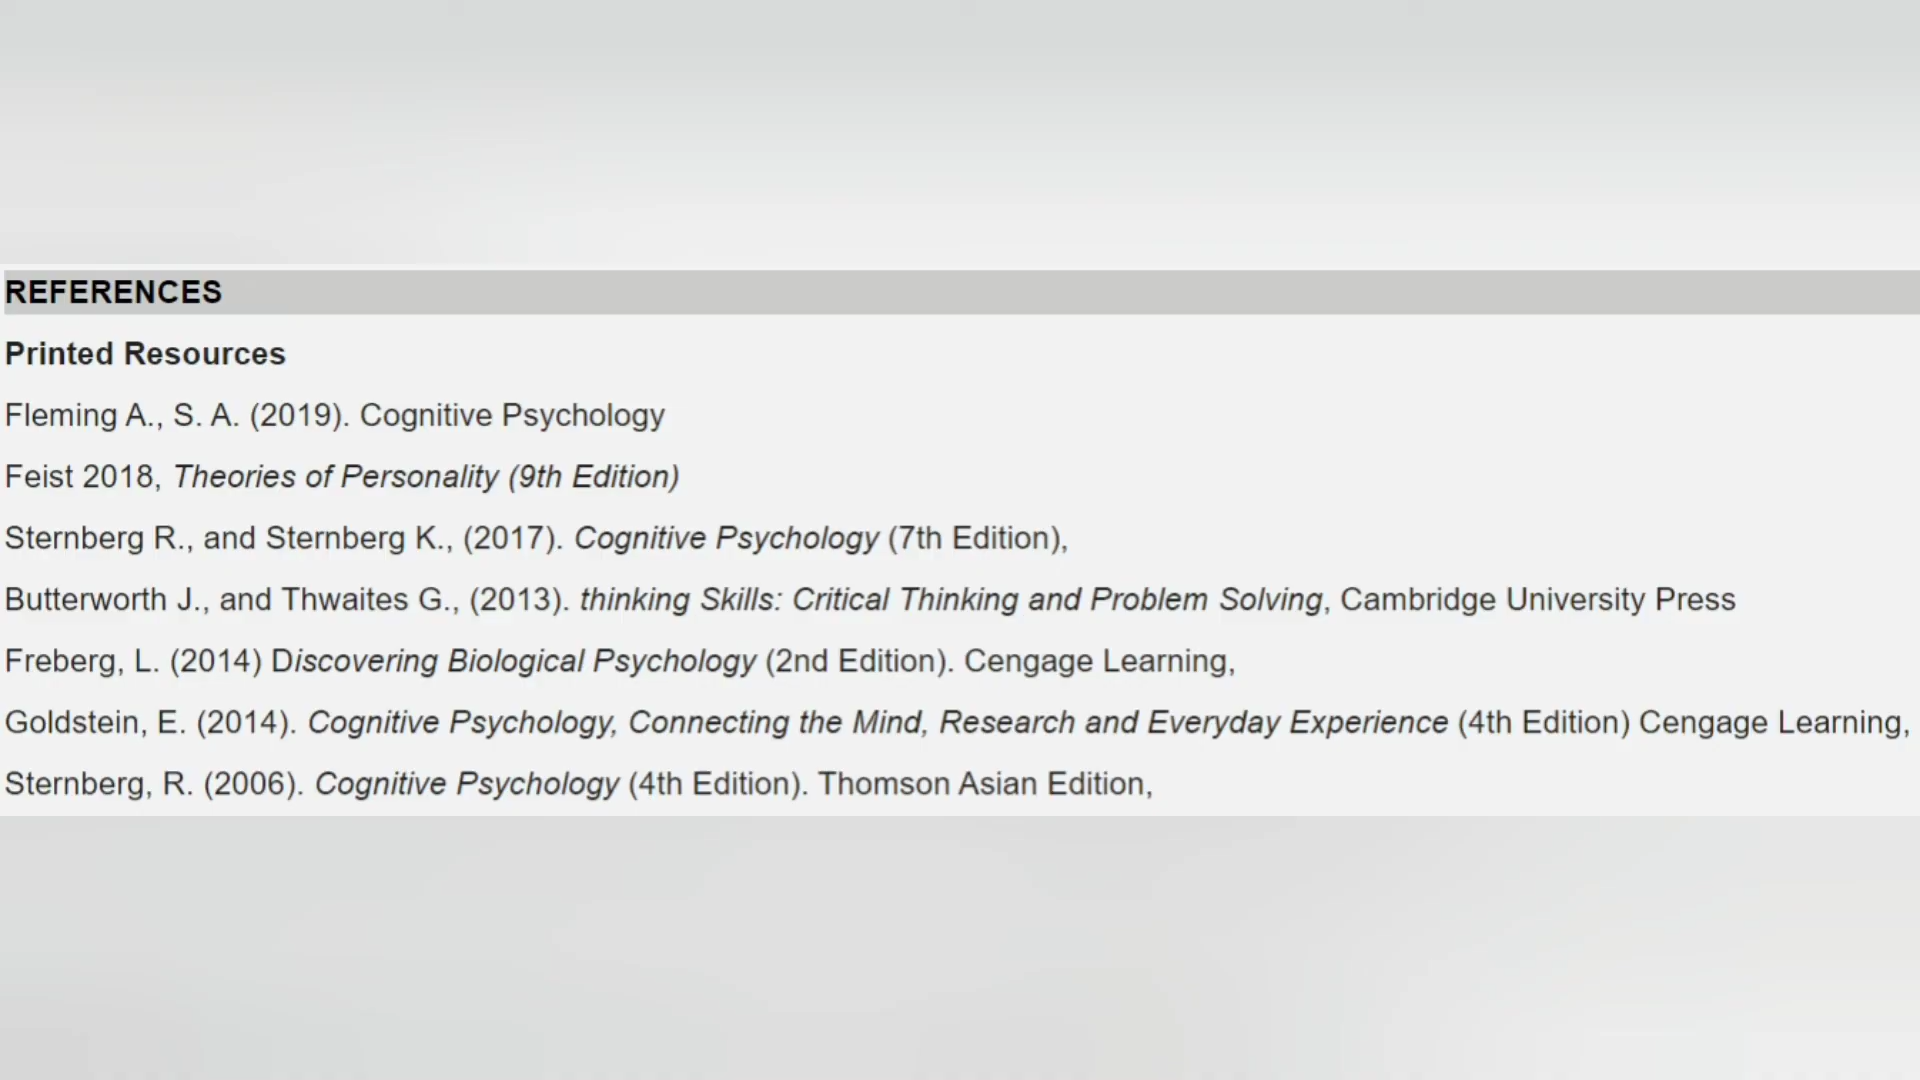 REFERENCES
Printed Resources
Fleming A., S. A. (2019). Cognitive Psychology
Feist 2018, Theories of Personality (9th Edition)
Sternberg R., and Sternberg K., (2017). Cognitive Psychology (7th Edition),
Butterworth J., and Thwaites G., (2013). thinking Skills: Critical Thinking and Problem Solving, Cambridge University Press
Freberg, L. (2014) Discovering Biological Psychology (2nd Edition). Cengage Learning,
Goldstein, E. (2014). Cognitive Psychology, Connecting the Mind, Research and Everyday Experience (4th Edition) Cengage Learning,
Sternberg, R. (2006). Cognitive Psychology (4th Edition). Thomson Asian Edition,